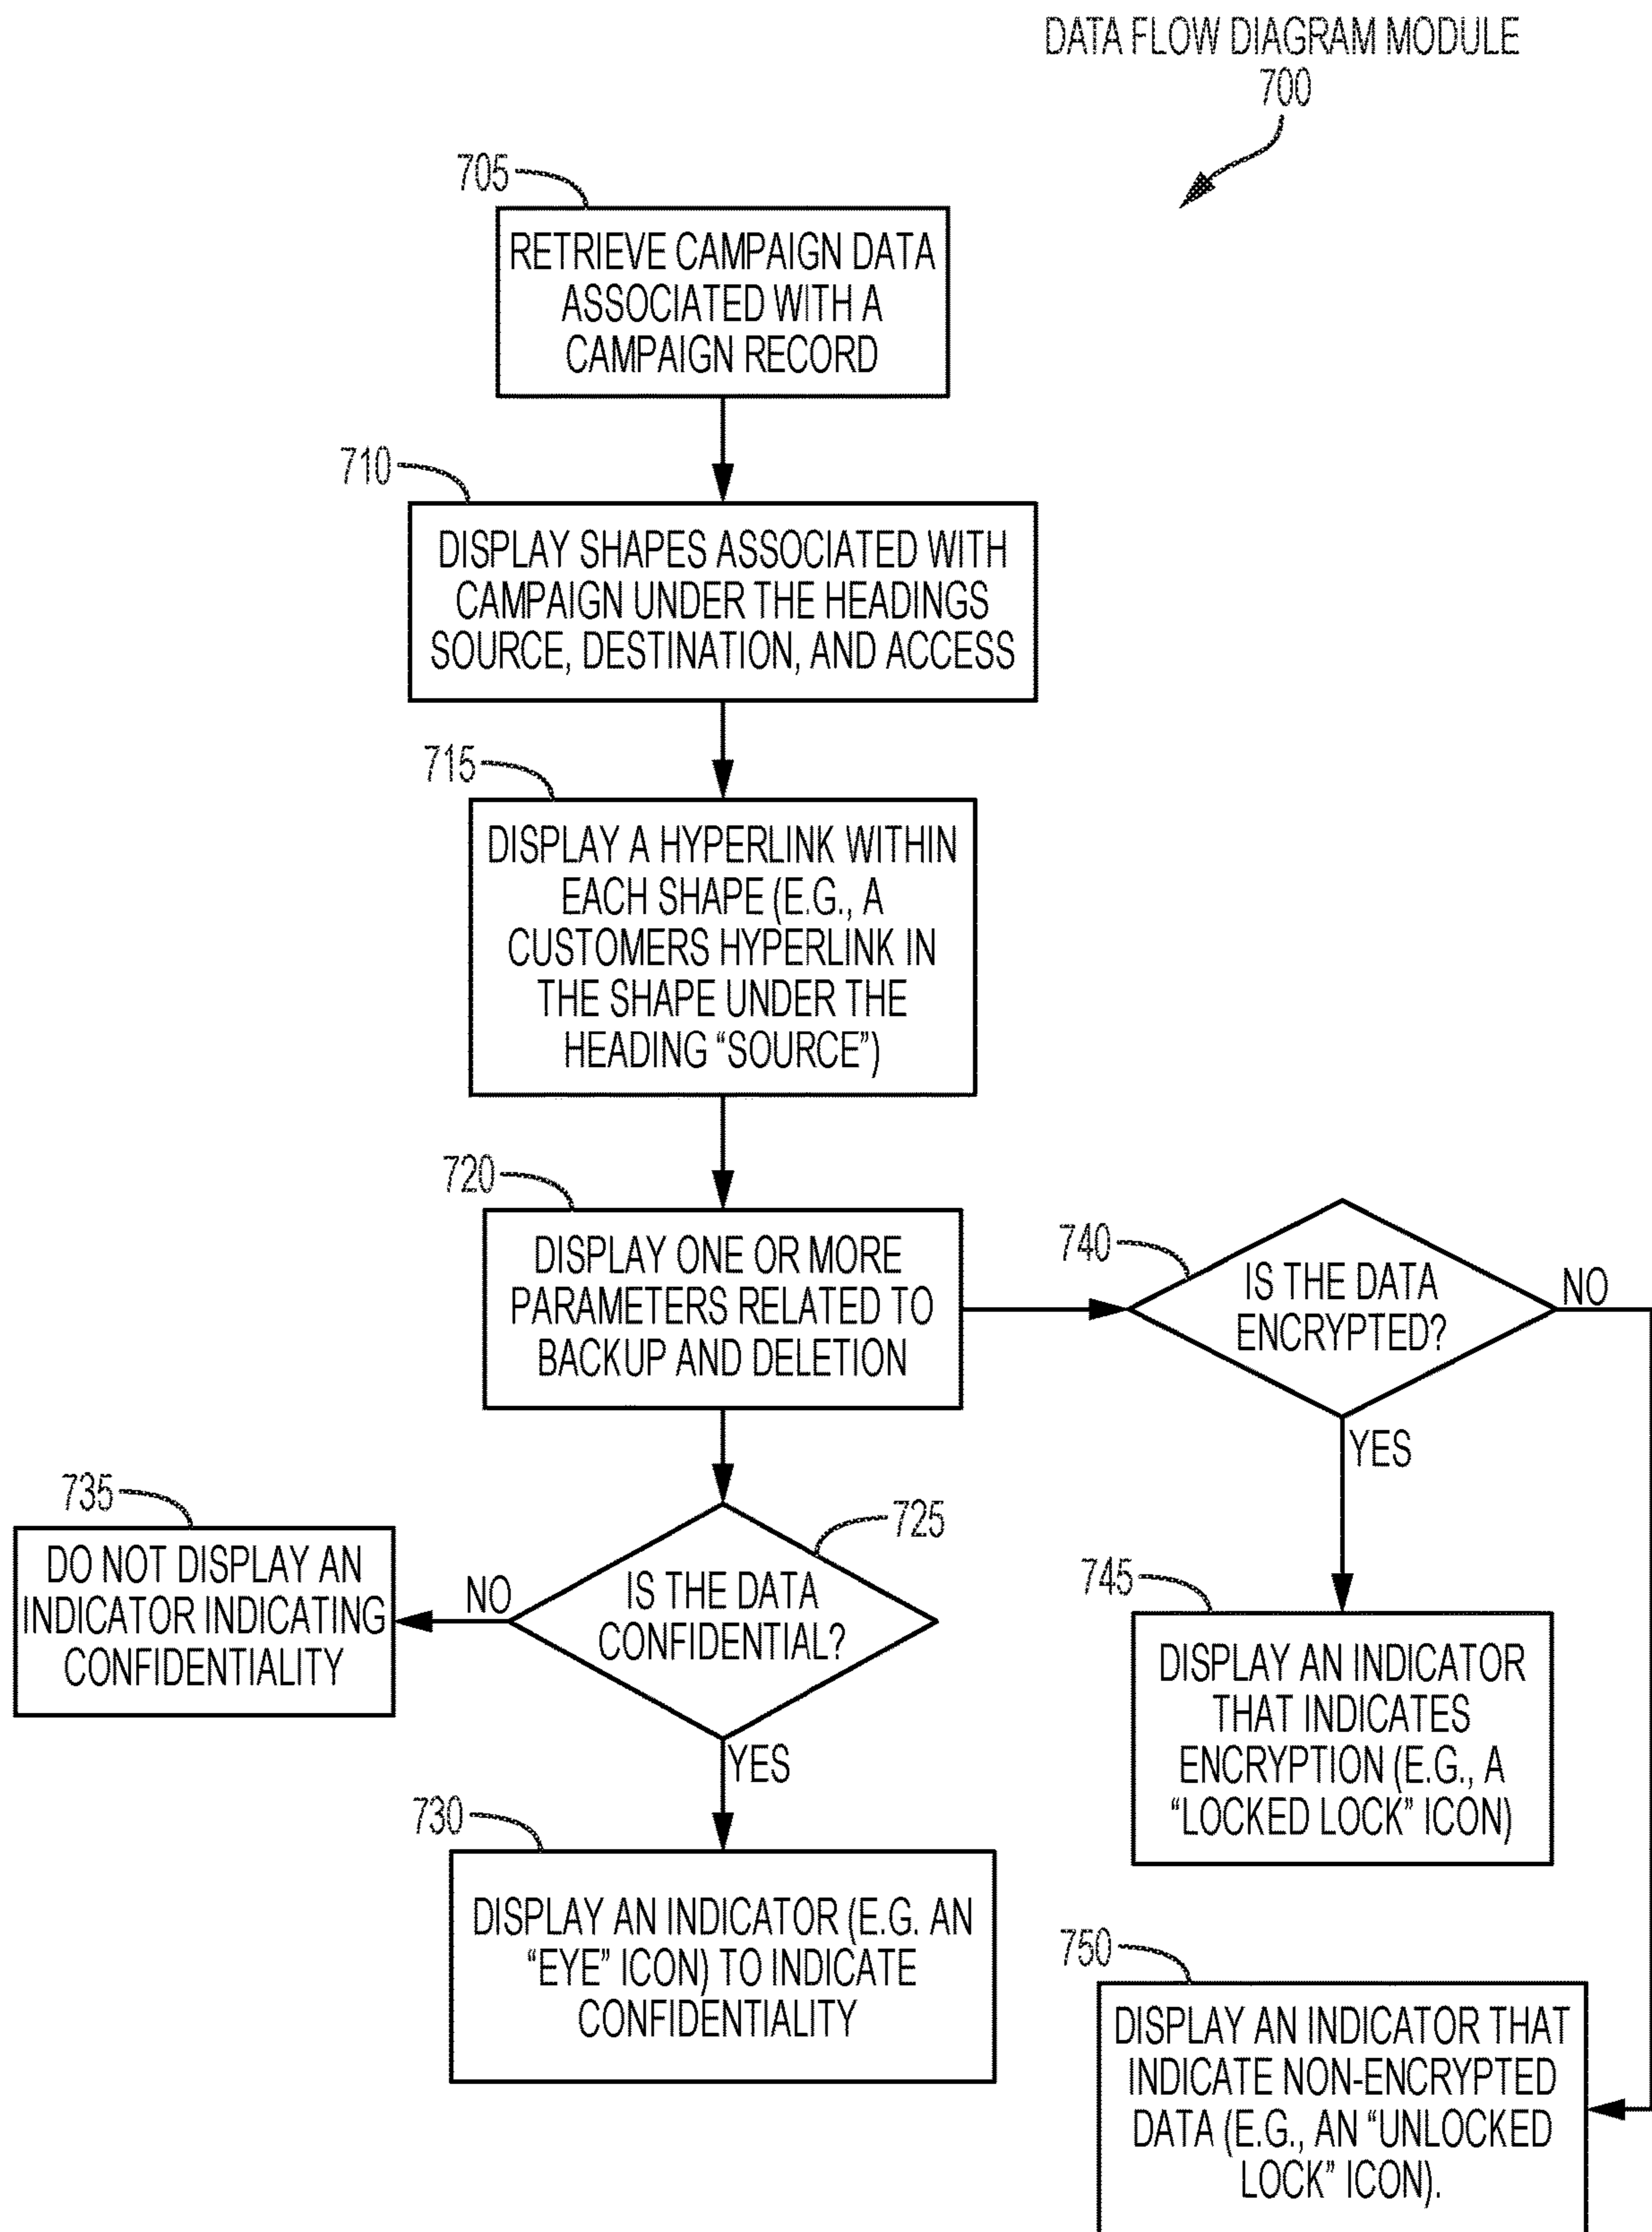 DATA FLOW DIAGRAM MODULE
700
705
RETRIEVE CAMPAIGN DATA
ASSOCIATED WITH A
CAMPAIGN RECORD
710
DISPLAY SHAPES ASSOCIATED WITH
CAMPAIGN UNDER THE HEADINGS
SOURCE, DESTINATION, AND ACCESS
715
DISPLAY A HYPERLINK WITHIN
EACH SHAPE (E.G., A
CUSTOMERS HYPERLINK IN
THE SHAPE UNDER THE
HEADING “SOURCE”)
720
DISPLAY ONE OR MORE
PARAMETERS RELATED TO
BACKUP AND DELETION
740
IS THE DATA
ENCRYPTED?
NO
YES
735
DO NOT DISPLAY AN
INDICATOR INDICATING
CONFIDENTIALITY
NO
725
IS THE DATA
CONFIDENTIAL?
YES
745
DISPLAY AN INDICATOR
THAT INDICATES
ENCRYPTION (E.G., A
“LOCKED LOCK” ICON)
730
DISPLAY AN INDICATOR (E.G. AN
“EYE” ICON) TO INDICATE
CONFIDENTIALITY
750
DISPLAY AN INDICATOR THAT
INDICATE NON-ENCRYPTED
DATA (E.G., AN “UNLOCKED
LOCK” ICON).